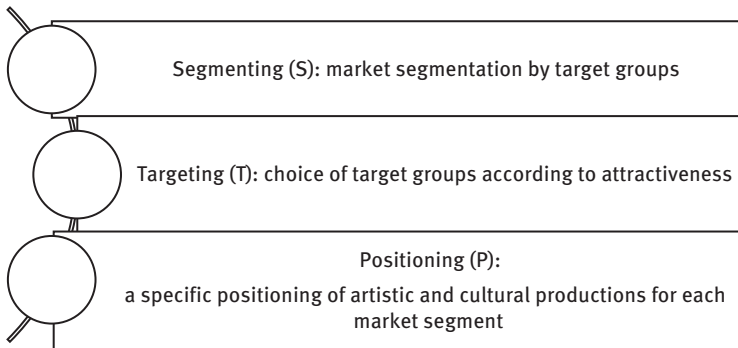 Segmenting (S): market segmentation by target groups
Targeting (T): choice of target groups according to attractiveness
Positioning (P):
a specific positioning of artistic and cultural productions for each
market segment